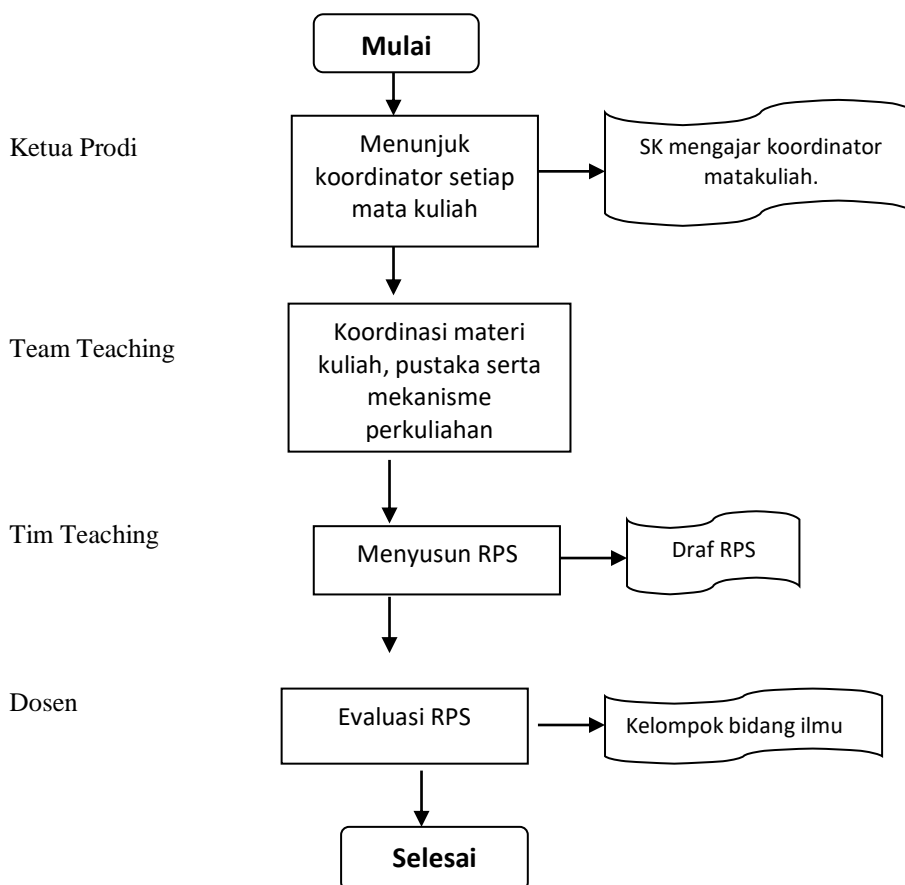 Mulai
Ketua Prodi
Menunjuk
koordinator setiap
mata kuliah
SK mengajar koordinator
matakuliah.
Team Teaching
Koordinasi materi
kuliah, pustaka serta
mekanisme
perkuliahan
Tim Teaching
Menyusun RPS
Draf RPS
Dosen
Evaluasi RPS
Kelompok bidang ilmu
Selesai